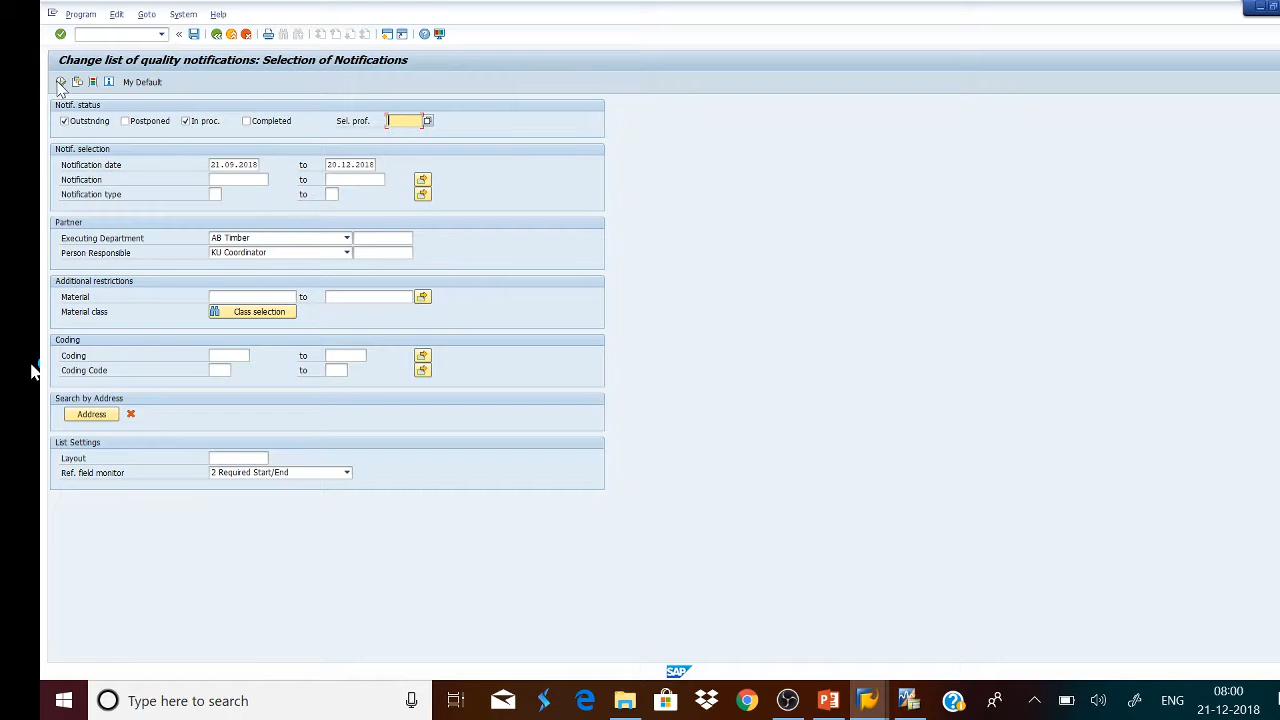 Program Edit Goto System Help
Change list of quality notifications: Selection of Notifications
My Default
Notif. status
Outstndng Postponed In proc. Completed Sel. prof.
Notif. selection
Notification date 21.09.2018 to 20.12.2018
Notification to
Notification type to
Partner
Executing Department AB Timber
Person Responsible KU Coordinator
Additional restrictions
Material to
Material class Class selection
Coding
Coding to
Coding Code to
Search by Address
Address
List Settings
Layout
Ref. field monitor 2 Required Start/End
SAP
Type here to search
ENG
08:00
21-12-2018